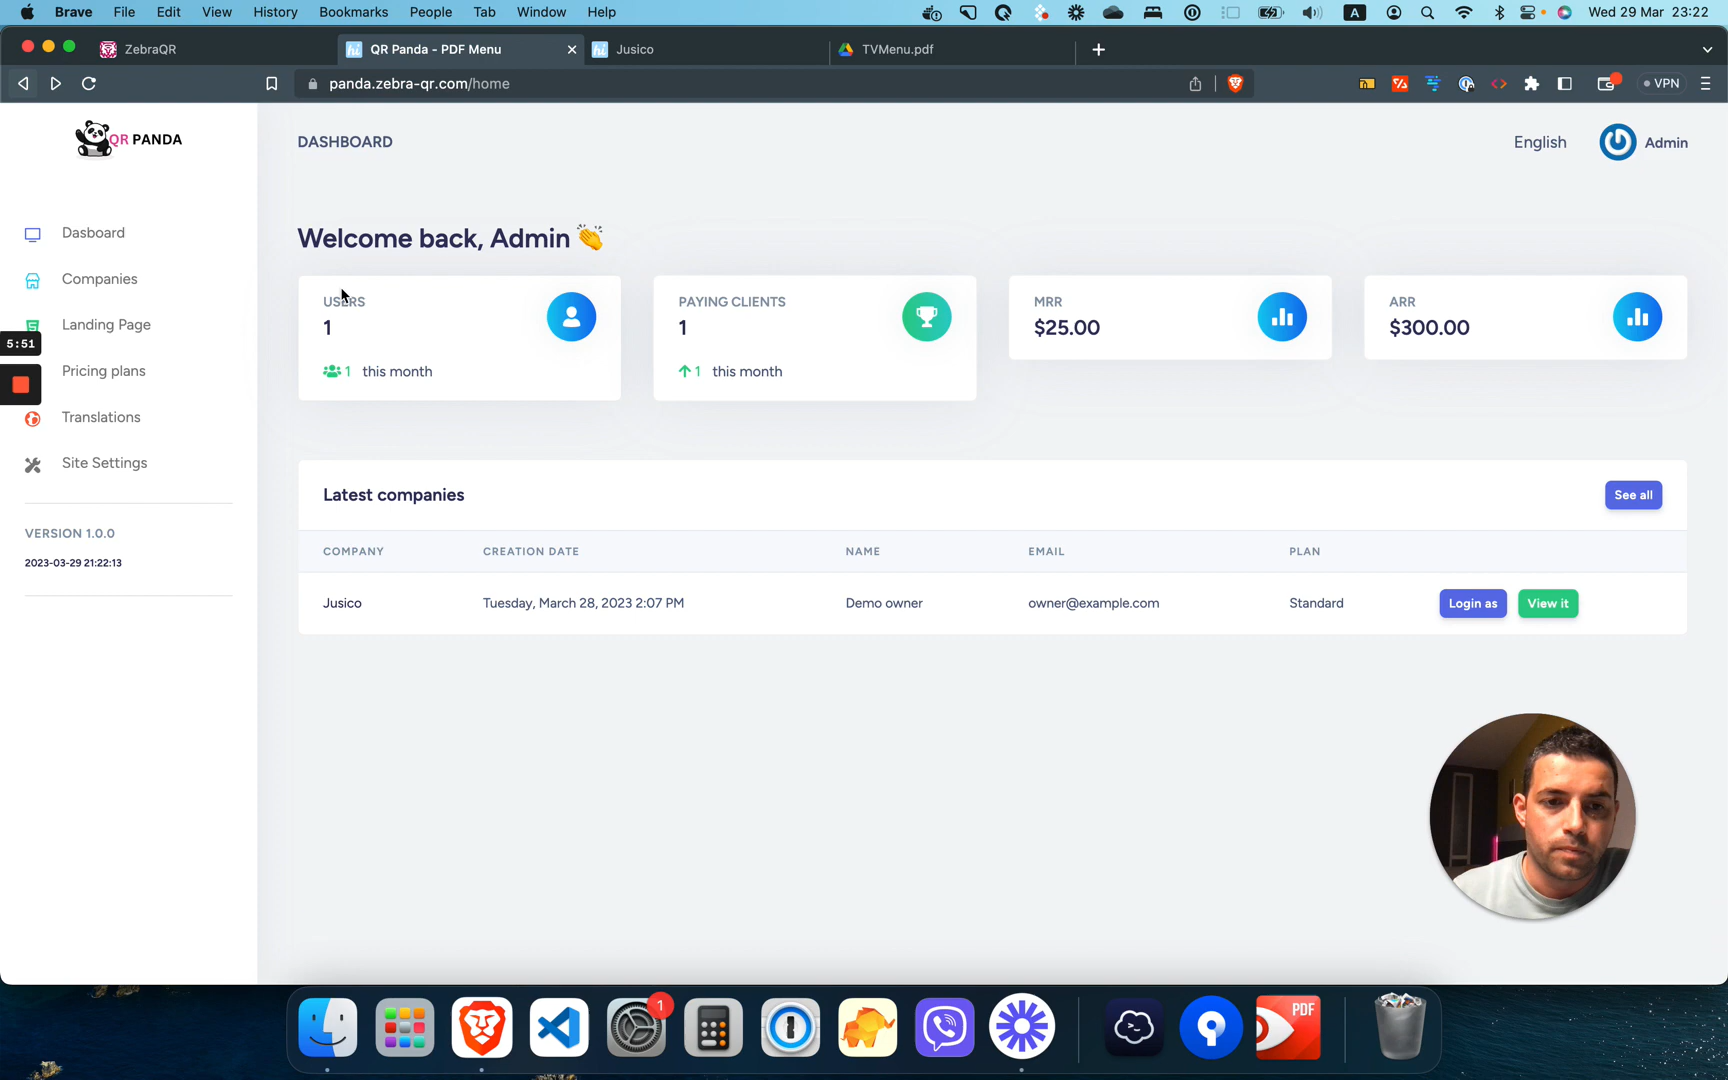 Brave File Edit View History Bookmarks People Tab Window Help A Wed 29 Mar 23:22
ZebraQR hi QR Panda - PDF Menu hi Jusico TVMenu.pdf
panda.zebra-qr.com/home VPN
QR PANDA
DASHBOARD English Admin
Dasboard
Companies
Landing Page
5:51
Pricing plans
Translations
Site Settings
VERSION 1.0.0
2023-03-29 21:22:13
Welcome back, Admin 👏
USERS
1
1 this month
PAYING CLIENTS
1
1 this month
MRR
$25.00
ARR
$300.00
Latest companies See all
COMPANY CREATION DATE NAME EMAIL PLAN
Jusico Tuesday, March 28, 2023 2:07 PM Demo owner owner@example.com Standard Login as View it
1
PDF